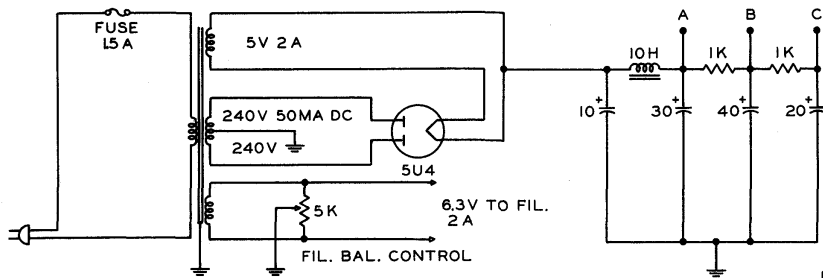 FUSE
1.5 A
5V 2A
240V 50MA DC
240V
5U4
5K
6.3V TO FIL.
2A
FIL. BAL. CONTROL
A
B
C
10H
1K
1K
10 +
30 +
40 +
20 +